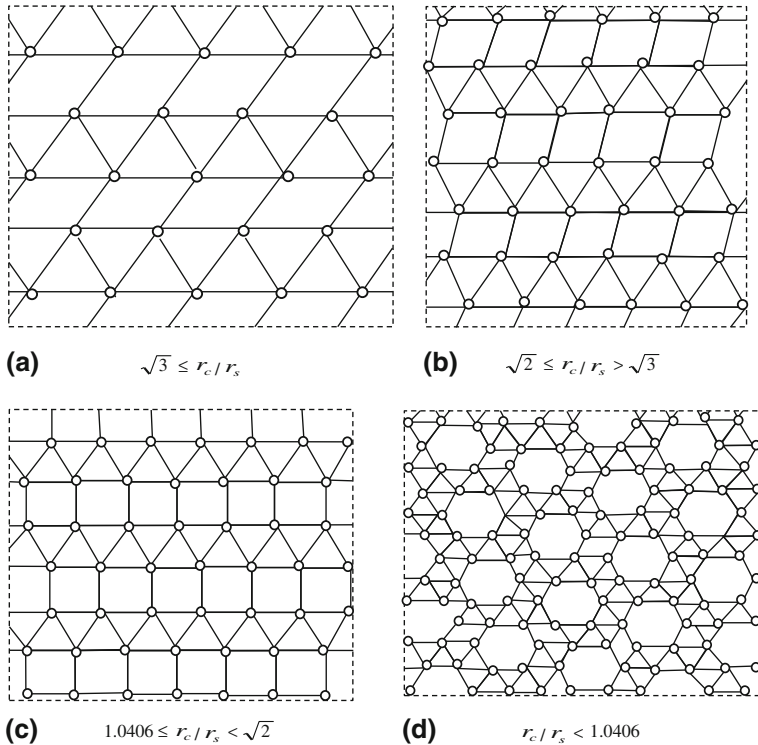 (a) √3 ≤ r_c / r_s
(b) √2 ≤ r_c / r_s > √3
(c) 1.0406 ≤ r_c / r_s < √2
(d) r_c / r_s < 1.0406